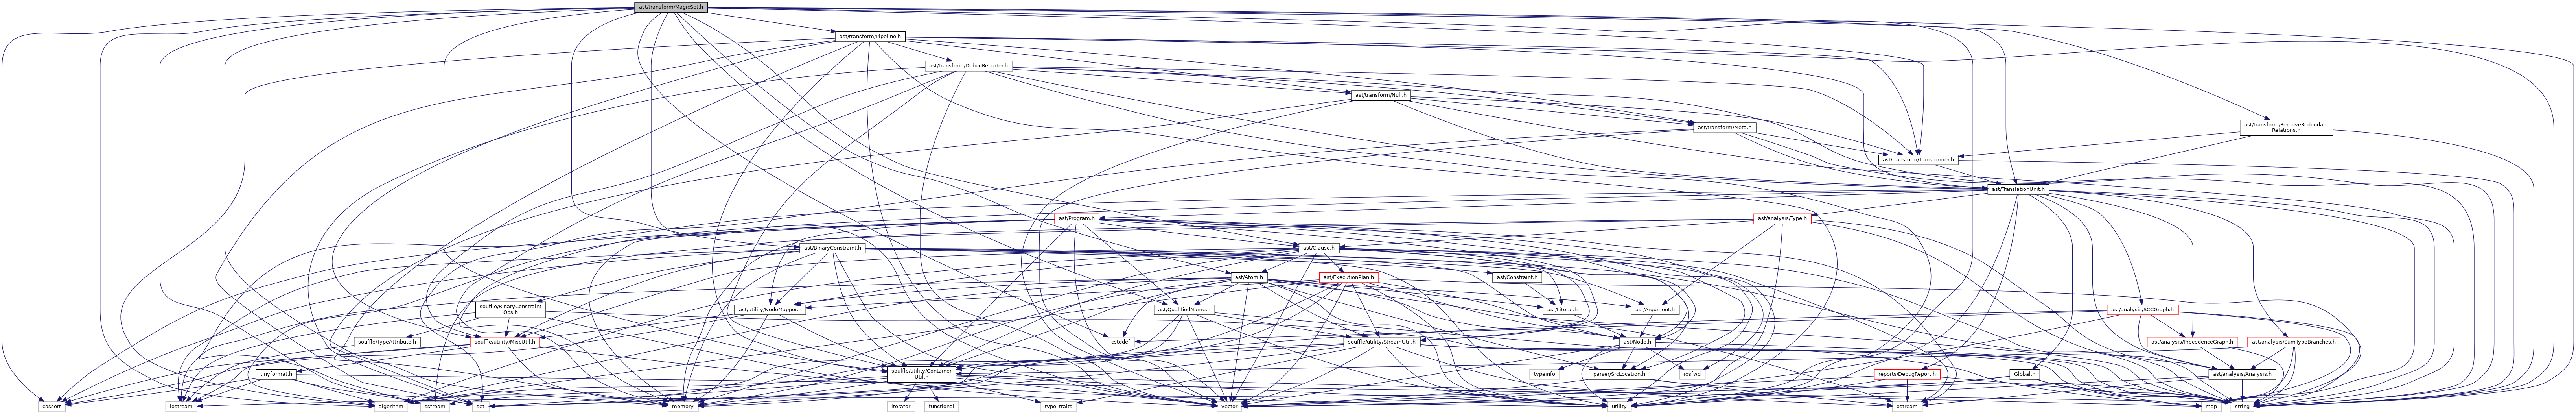 ast/transform/MagicSet.h
ast/transform/Pipeline.h
ast/transform/DebugReporter.h
ast/transform/Null.h
ast/transform/Meta.h
ast/transform/RemoveRedundant
Relations.h
ast/transform/Transformer.h
ast/TranslationUnit.h
ast/Program.h
ast/analysis/Type.h
ast/BinaryConstraint.h
ast/Clause.h
ast/Atom.h
ast/ExecutionPlan.h
ast/Constraint.h
souffle/BinaryConstraint
Ops.h
ast/utility/NodeMapper.h
ast/QualifiedName.h
ast/Literal.h
ast/Argument.h
ast/analysis/SCCGraph.h
souffle/TypeAttribute.h
souffle/utility/MiscUtil.h
cstddef
souffle/utility/StreamUtil.h
ast/Node.h
ast/analysis/PrecedenceGraph.h
ast/analysis/SumTypeBranches.h
tinyformat.h
souffle/utility/Container
Util.h
typeinfo
parser/SrcLocation.h
iosfwd
reports/DebugReport.h
Global.h
ast/analysis/Analysis.h
cassert
iostream
algorithm
sstream
set
memory
iterator
functional
type_traits
vector
utility
ostream
map
string